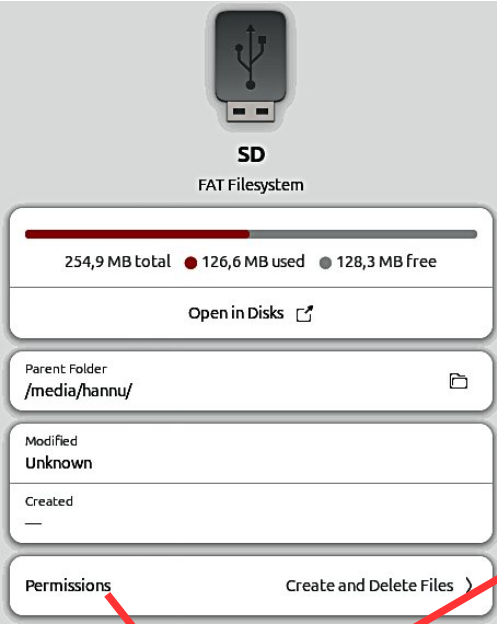 SD
FAT Filesystem
254,9 MB total 126,6 MB used 128,3 MB free
Open in Disks
Parent Folder
/media/hannu/
Modified
Unknown
Created
—
Permissions Create and Delete Files